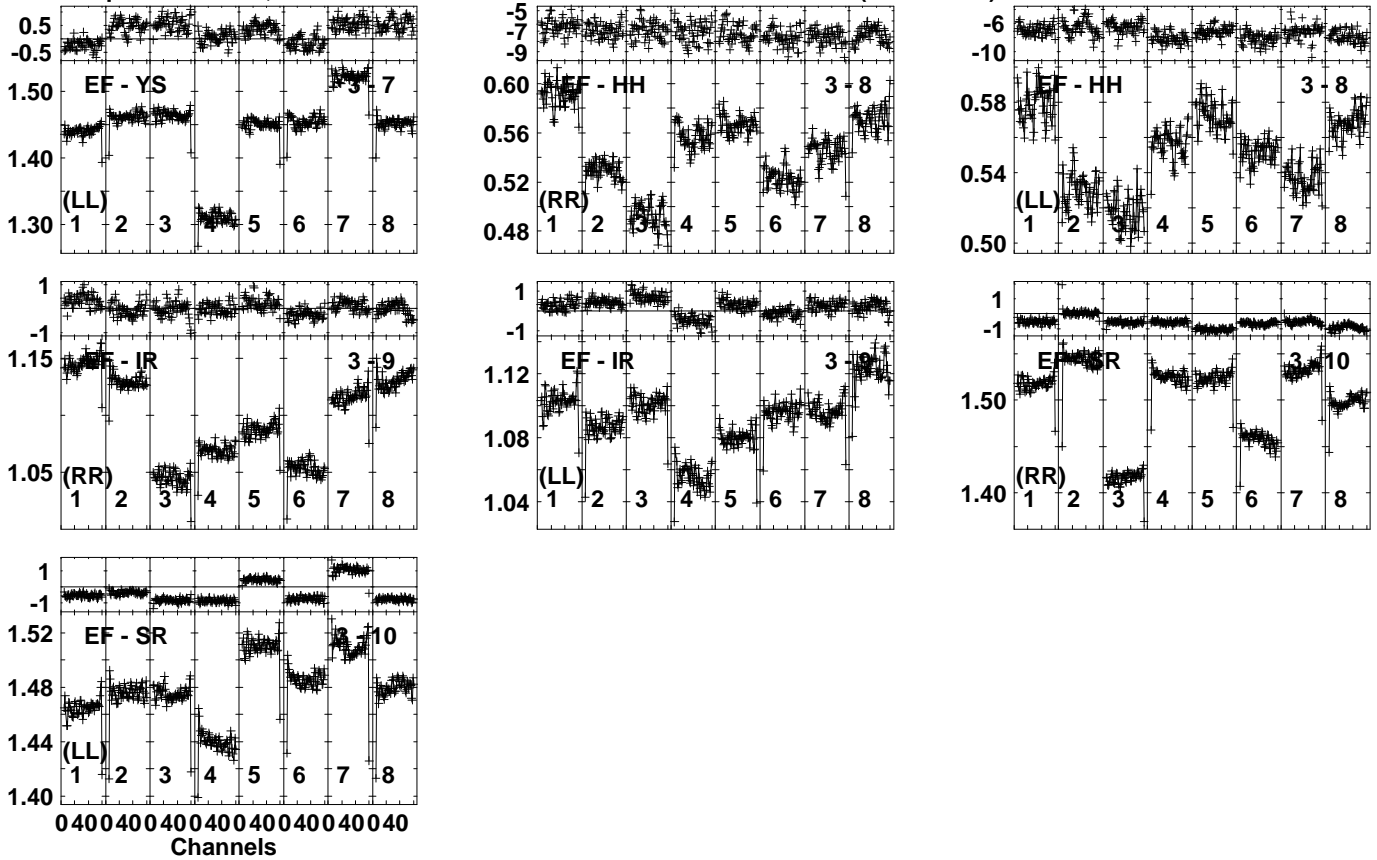 0.5
-0.5
1.50
1.40
1.30
EF - YS 3 - 7
(LL)
1 2 3 4 5 6 7 8
-5
-7
-9
0.60
0.56
0.52
0.48
EF - HH 3 - 8
(RR)
1 2 3 4 5 6 7 8
-6
-10
0.58
0.54
0.50
EF - HH 3 - 8
(LL)
1 2 3 4 5 6 7 8
1
-1
1.15
1.05
EF - IR 3 - 9
(RR)
1 2 3 4 5 6 7 8
1
-1
1.12
1.08
1.04
EF - IR 3 - 9
(LL)
1 2 3 4 5 6 7 8
1
-1
1.50
1.40
EF - SR 3 - 10
(RR)
1 2 3 4 5 6 7 8
1
-1
1.52
1.48
1.44
1.40
EF - SR 3 - 10
(LL)
1 2 3 4 5 6 7 8
0 40 0 40 0 40 0 40 0 40 0 40 0 40 0 40
Channels